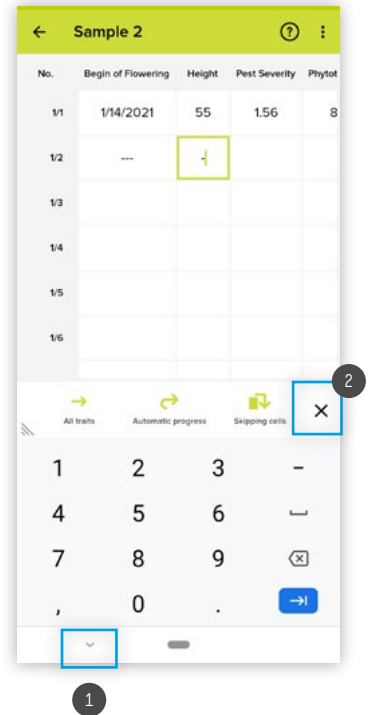 Sample 2
No. Begin of Flowering Height Pest Severity Phytot
1/1 1/14/2021 55 1.56 8
1/2 --- -
1/3
1/4
1/5
1/6
2
All traits Automatic progress Skipping cells
1 2 3 -
4 5 6
7 8 9
, 0 .
1